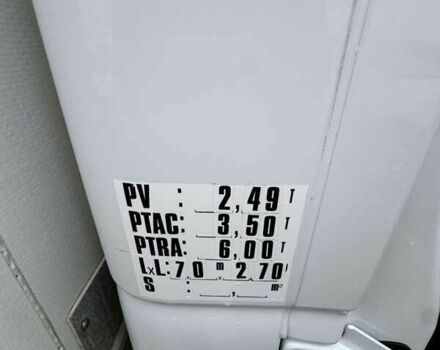 PV : 2,49 T
PTAC: 3,50 T
PTRA: 6,00 T
LxL: 7 0 m x 2,70
S : , m²